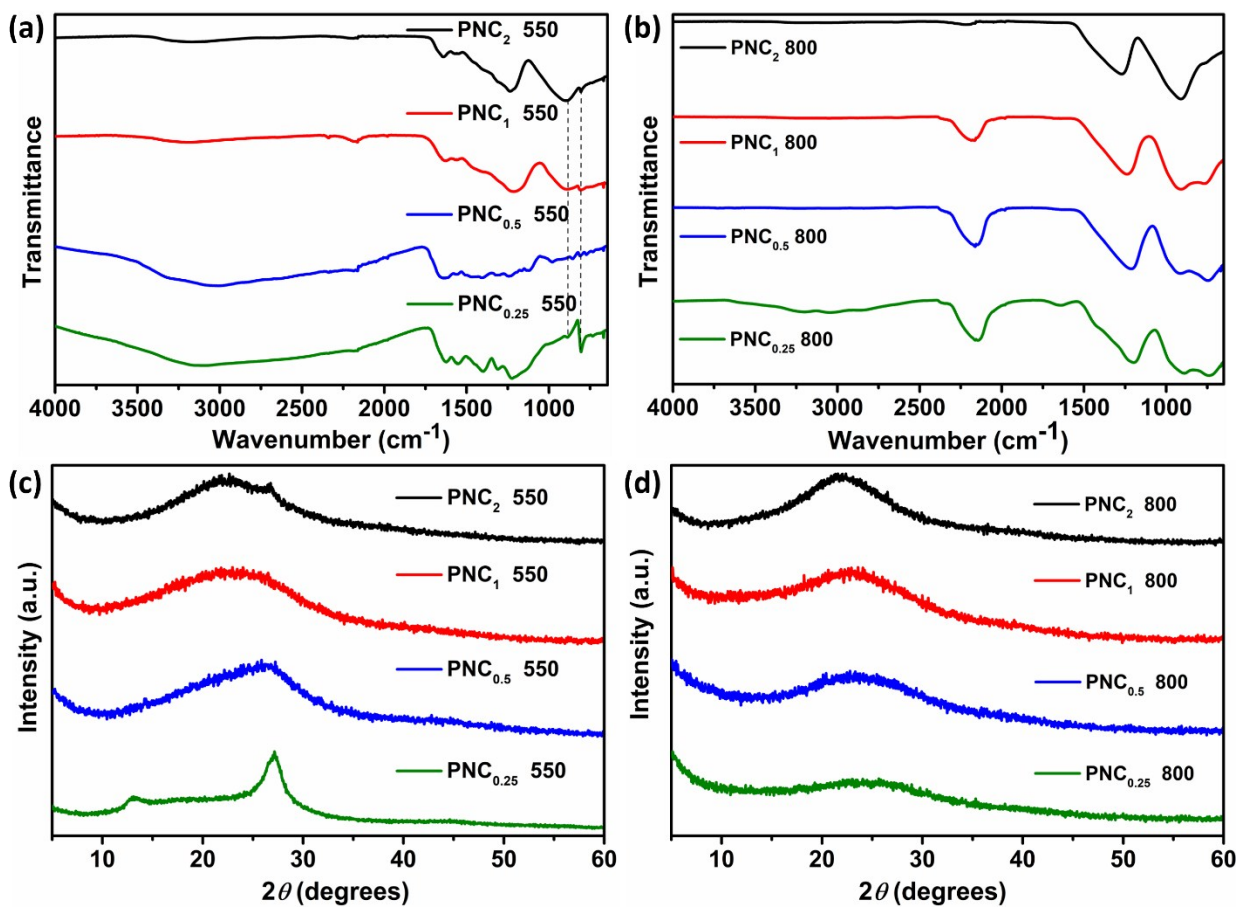 (a)
PNC₂ 550
PNC₁ 550
PNC₀.₅ 550
PNC₀.₂₅ 550
Transmittance
4000 3500 3000 2500 2000 1500 1000
Wavenumber (cm⁻¹)
(b)
PNC₂ 800
PNC₁ 800
PNC₀.₅ 800
PNC₀.₂₅ 800
Transmittance
4000 3500 3000 2500 2000 1500 1000
Wavenumber (cm⁻¹)
(c)
PNC₂ 550
PNC₁ 550
PNC₀.₅ 550
PNC₀.₂₅ 550
Intensity (a.u.)
10 20 30 40 50 60
2θ (degrees)
(d)
PNC₂ 800
PNC₁ 800
PNC₀.₅ 800
PNC₀.₂₅ 800
Intensity (a.u.)
10 20 30 40 50 60
2θ (degrees)